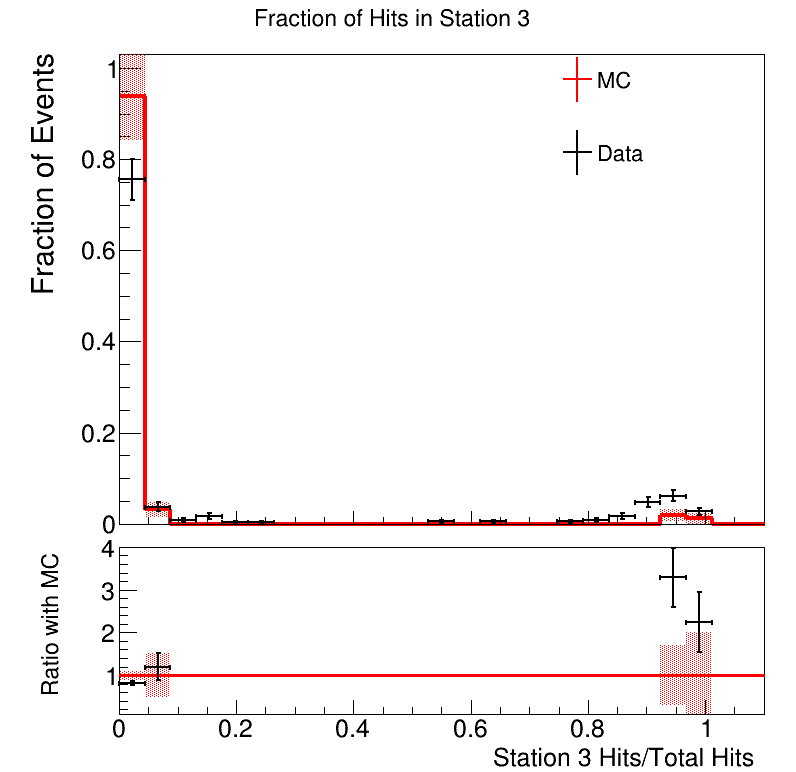 Fraction of Hits in Station 3
Fraction of Events
1
0.8
0.6
0.4
0.2
0
MC
Data
Ratio with MC
4
3
2
1
0 0.2 0.4 0.6 0.8 1
Station 3 Hits/Total Hits